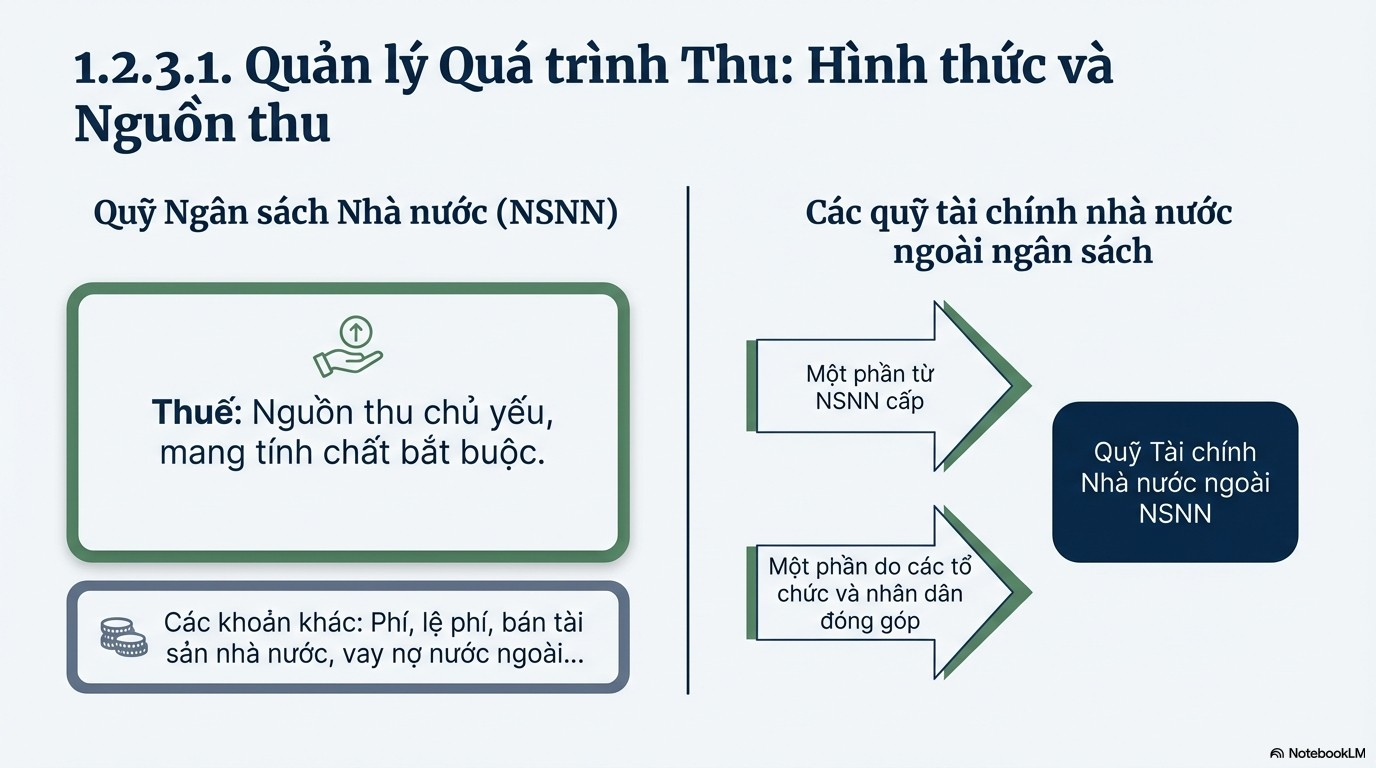 1.2.3.1. Quản lý Quá trình Thu: Hình thức và
Nguồn thu
Quỹ Ngân sách Nhà nước (NSNN)
Thuế: Nguồn thu chủ yếu,
mang tính chất bắt buộc.
Các khoản khác: Phí, lệ phí, bán tài
sản nhà nước, vay nợ nước ngoài...
Các quỹ tài chính nhà nước
ngoài ngân sách
Một phần từ
NSNN cấp
Một phần do các tổ
chức và nhân dân
đóng góp
Quỹ Tài chính
Nhà nước ngoài
NSNN
NotebookLM